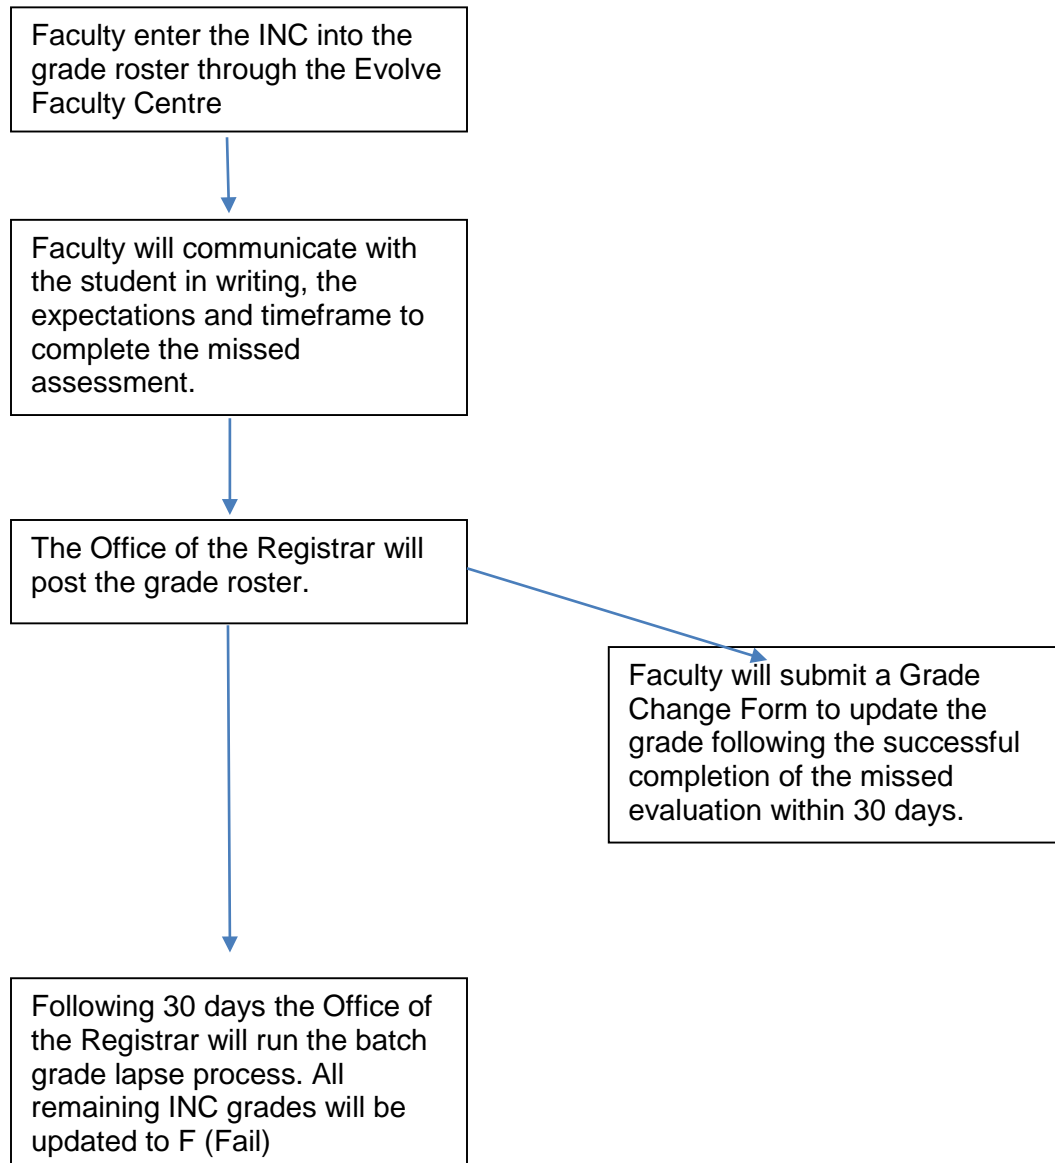 Faculty enter the INC into the
grade roster through the Evolve
Faculty Centre
Faculty will communicate with
the student in writing, the
expectations and timeframe to
complete the missed
assessment.
The Office of the Registrar will
post the grade roster.
Faculty will submit a Grade
Change Form to update the
grade following the successful
completion of the missed
evaluation within 30 days.
Following 30 days the Office of
the Registrar will run the batch
grade lapse process. All
remaining INC grades will be
updated to F (Fail)